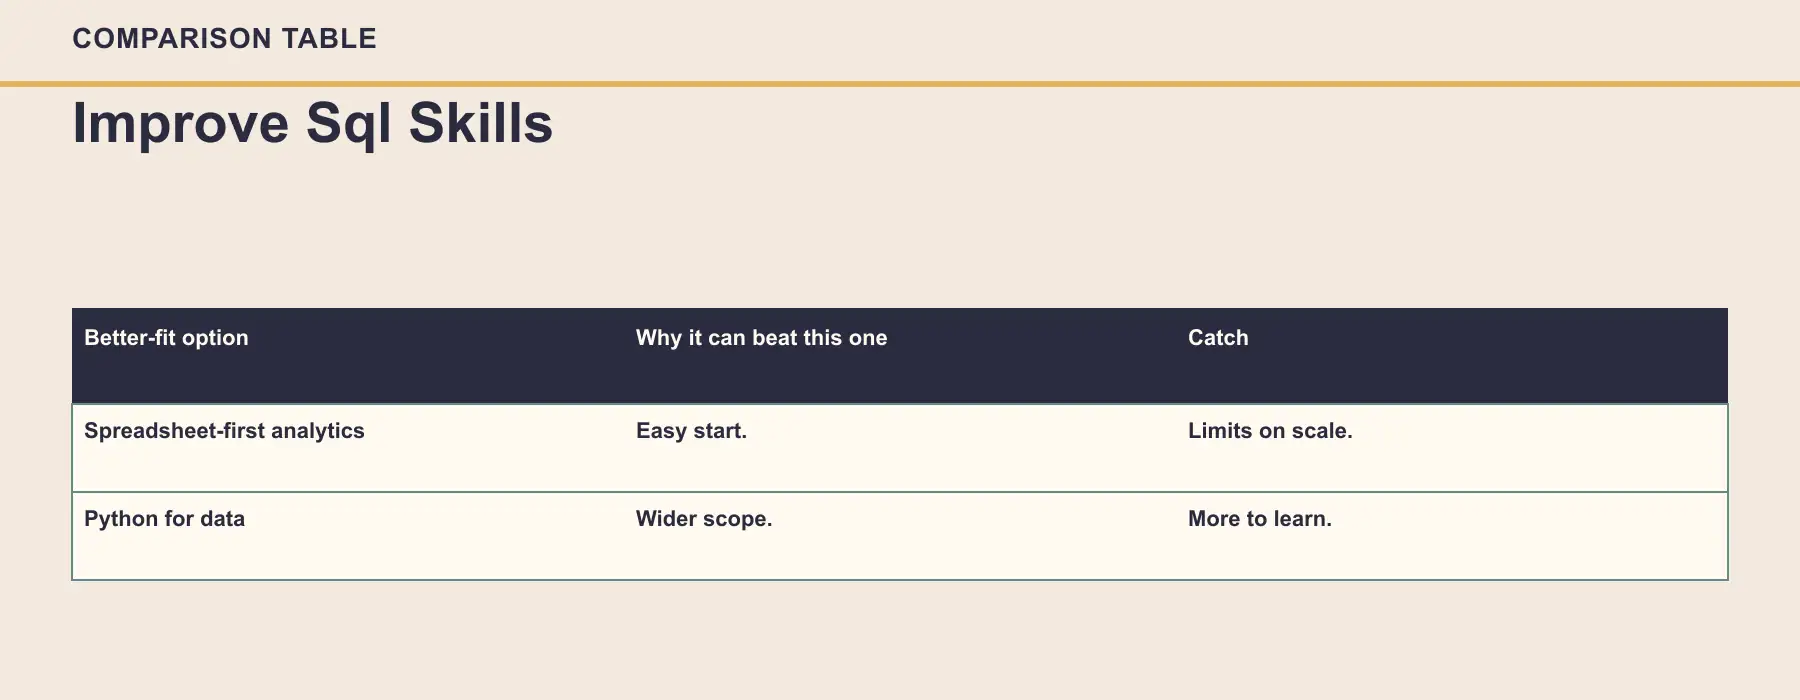 COMPARISON TABLE
Improve Sql Skills
Better-fit option Why it can beat this one Catch
Spreadsheet-first analytics Easy start. Limits on scale.
Python for data Wider scope. More to learn.